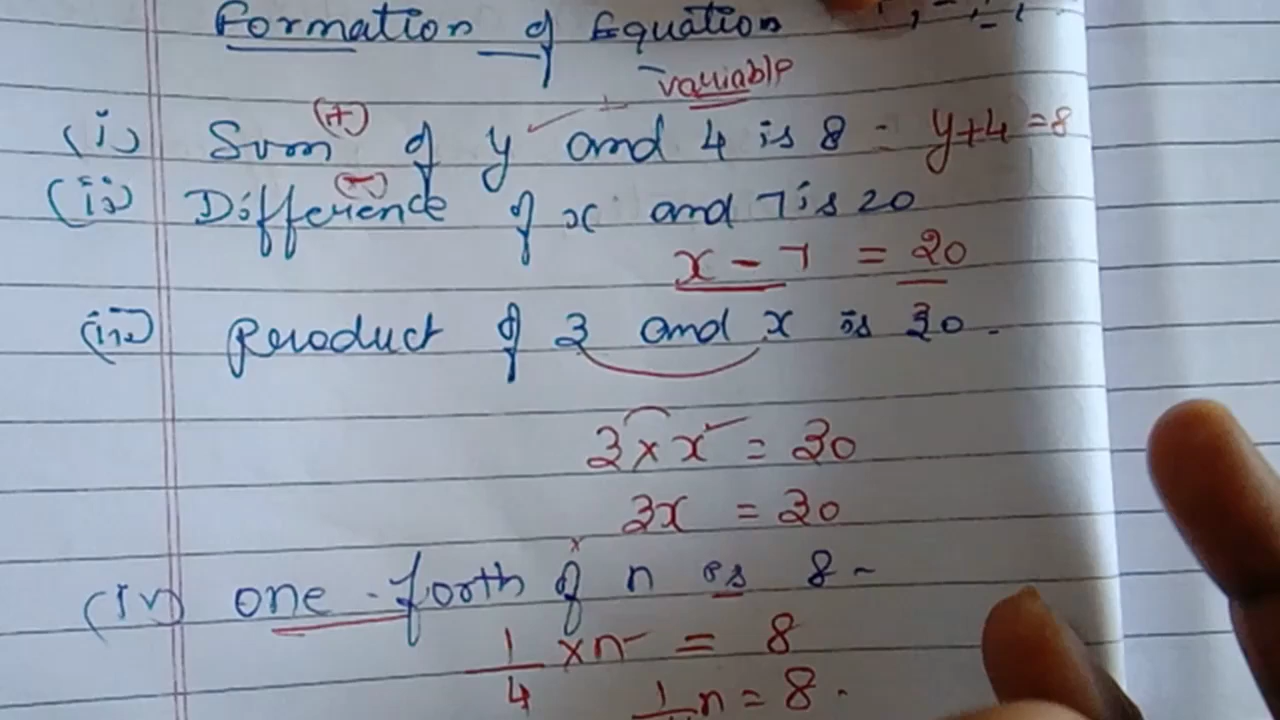 Formation of Equation
variable
(+)
(i) Sum of y and 4 is 8 = y+4 = 8
(-)
(ii) Difference of x and 7 is 20
x - 7 = 20
(iii) Product of 3 and x is 30.
3 × x = 30
3x = 30
×
(iv) one-forth of n is 8 -
1/4 × n = 8
n = 8.